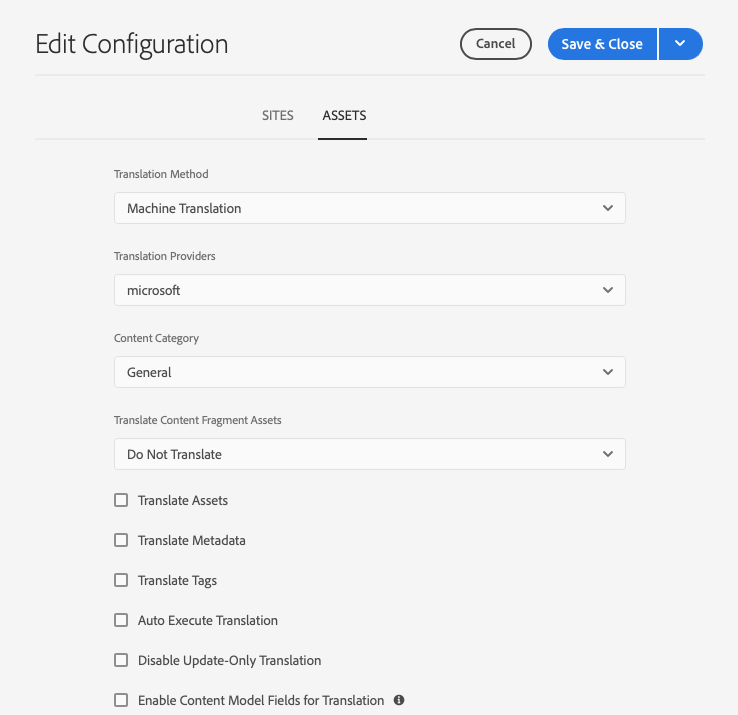 Edit Configuration
Cancel
Save & Close
SITES
ASSETS
Translation Method
Machine Translation
Translation Providers
microsoft
Content Category
General
Translate Content Fragment Assets
Do Not Translate
Translate Assets
Translate Metadata
Translate Tags
Auto Execute Translation
Disable Update-Only Translation
Enable Content Model Fields for Translation